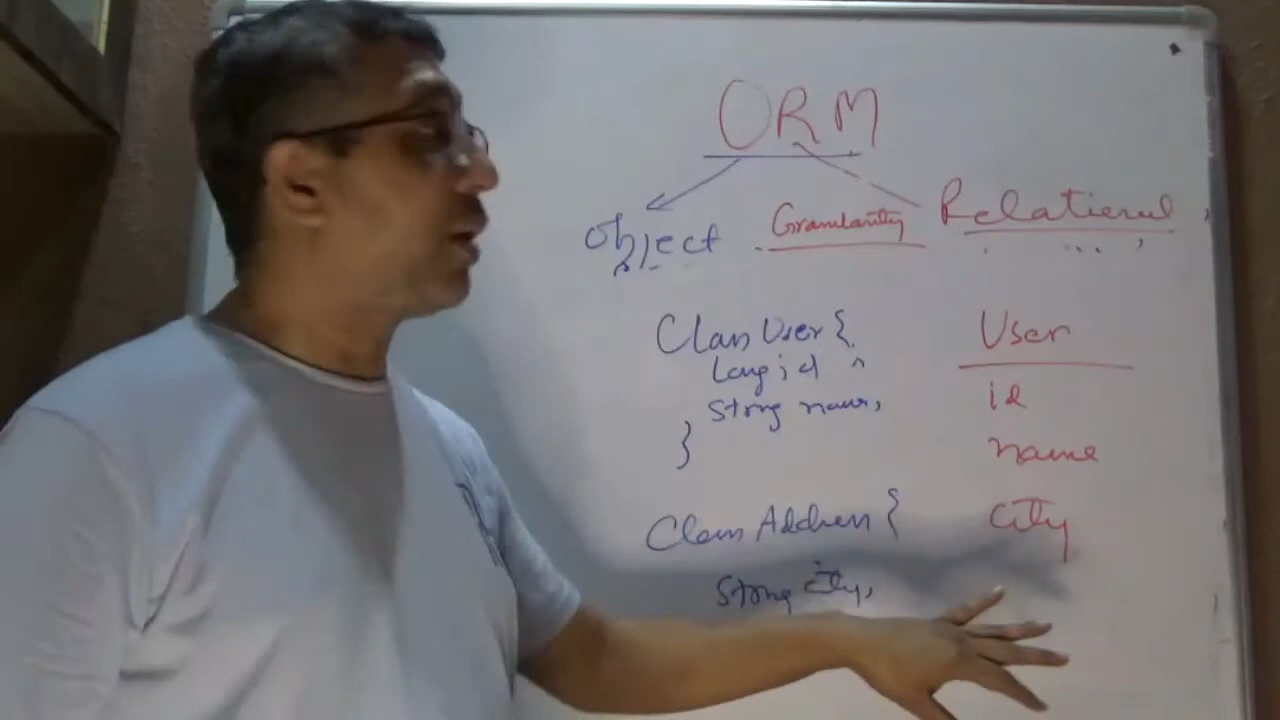 ORM
Object Granularity Relational
Class User {
Long id
String name,
}
Class Address {
String city,
User
id
name
City